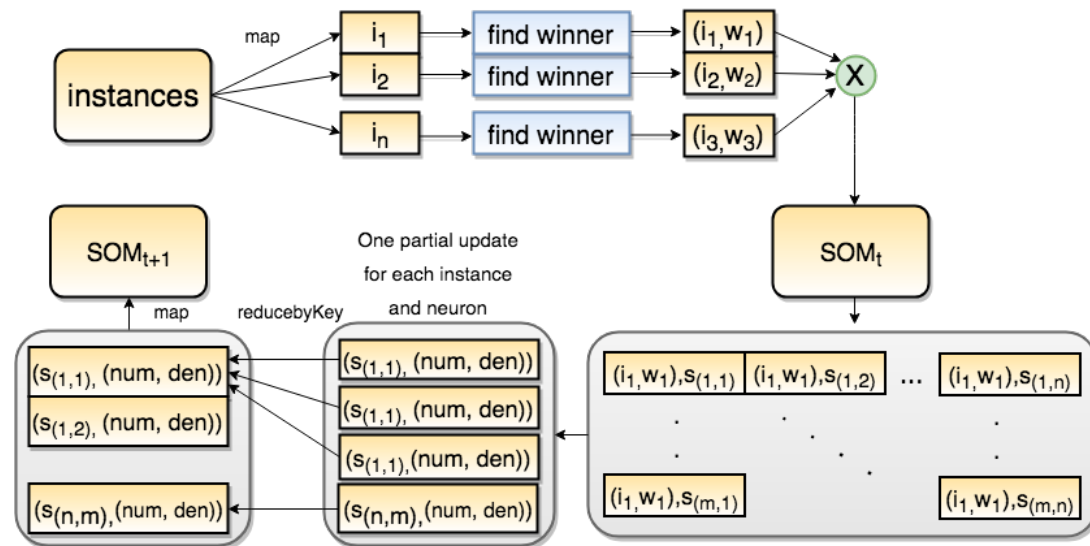 map
instances
i1
find winner
(i1,w1)
i2
find winner
(i2,w2)
in
find winner
(i3,w3)
X
SOMt
SOMt+1
One partial update
for each instance
and neuron
map
reducebyKey
(s(1,1), (num, den))
(s(1,2), (num, den))
(s(n,m),(num, den))
(s(1,1), (num, den))
(s(1,1), (num, den))
(s(1,1), (num, den))
(s(n,m),(num, den))
(i1,w1),s(1,1) (i1,w1),s(1,2) ... (i1,w1),s(1,n)
(i1,w1),s(m,1) (i1,w1),s(m,n)